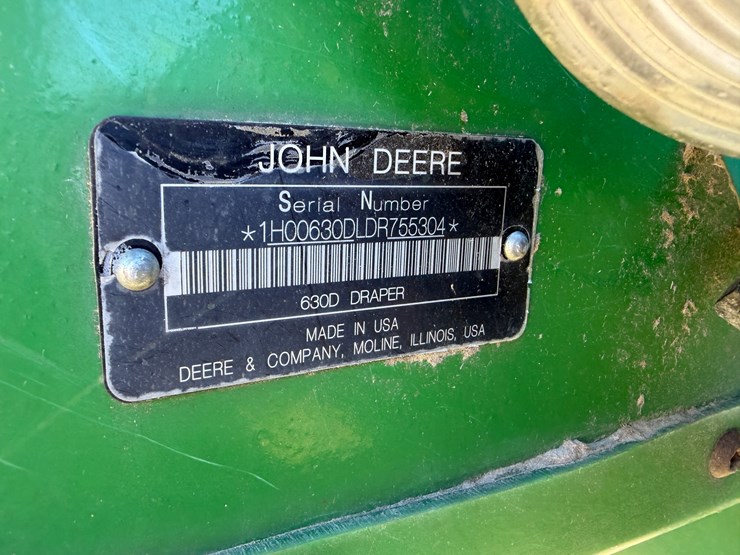 JOHN DEERE
Serial Number
*1H00630DLDR755304*
630D DRAPER
MADE IN USA
DEERE & COMPANY, MOLINE, ILLINOIS, USA